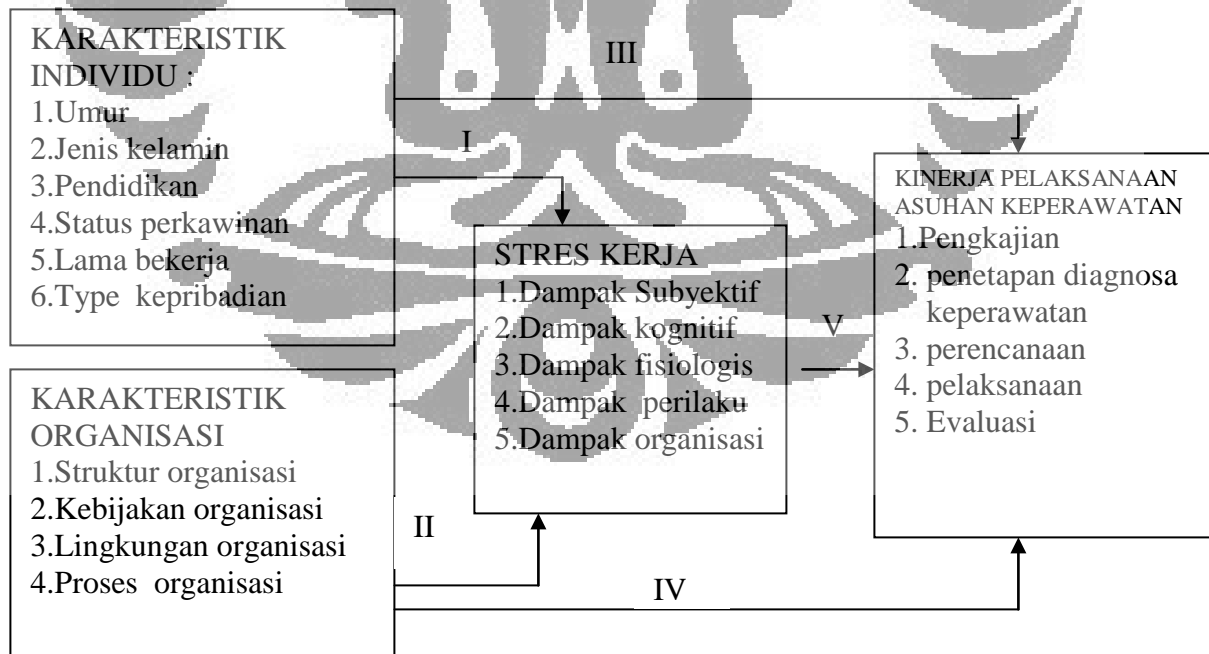 KARAKTERISTIK
INDIVIDU :
1.Umur
2.Jenis kelamin
3.Pendidikan
4.Status perkawinan
5.Lama bekerja
6.Type kepribadian
III
I
KINERJA PELAKSANAAN
ASUHAN KEPERAWATAN
1.Pengkajian
2. penetapan diagnosa
keperawatan
3. perencanaan
4. pelaksanaan
5. Evaluasi
STRES KERJA
1.Dampak Subyektif
2.Dampak kognitif
3.Dampak fisiologis
4.Dampak perilaku
5.Dampak organisasi
V
KARAKTERISTIK
ORGANISASI
1.Struktur organisasi
2.Kebijakan organisasi
3.Lingkungan organisasi
4.Proses organisasi
II
IV